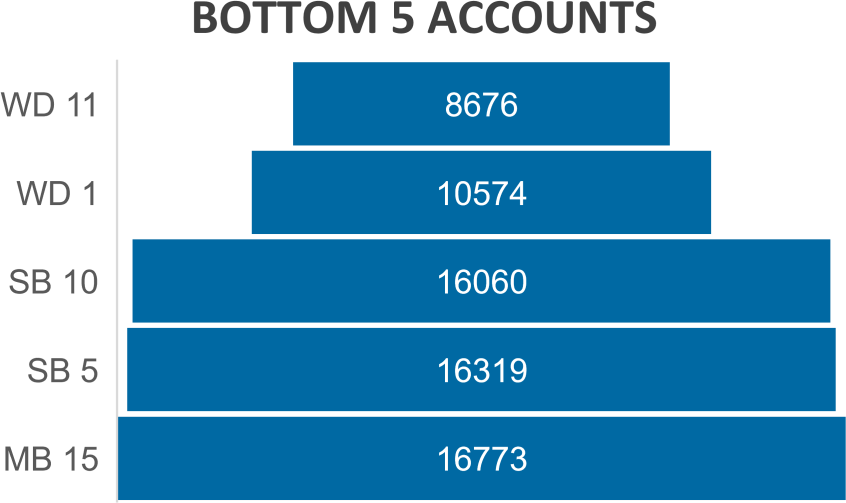 BOTTOM 5 ACCOUNTS
WD 11 8676
WD 1 10574
SB 10 16060
SB 5 16319
MB 15 16773